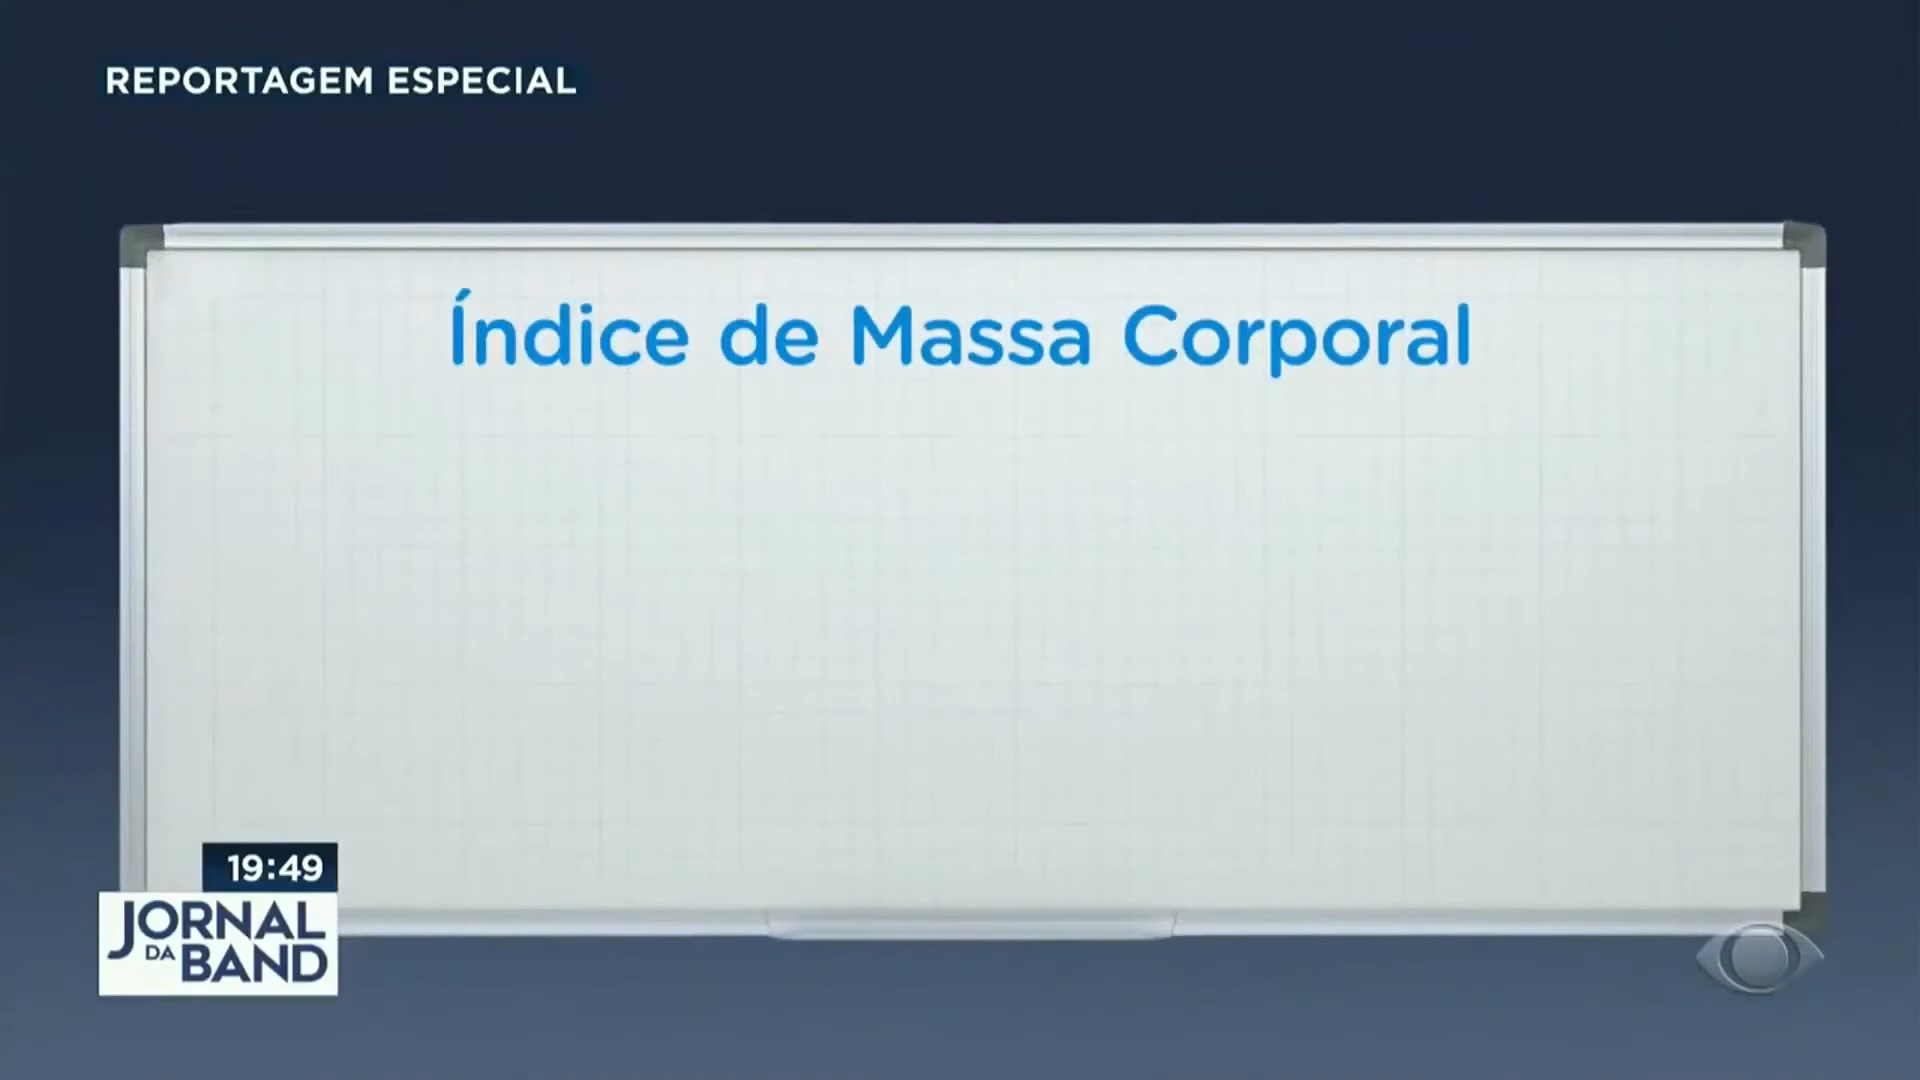 REPORTAGEM ESPECIAL
Índice de Massa Corporal
19:49
JORNAL
DA BAND